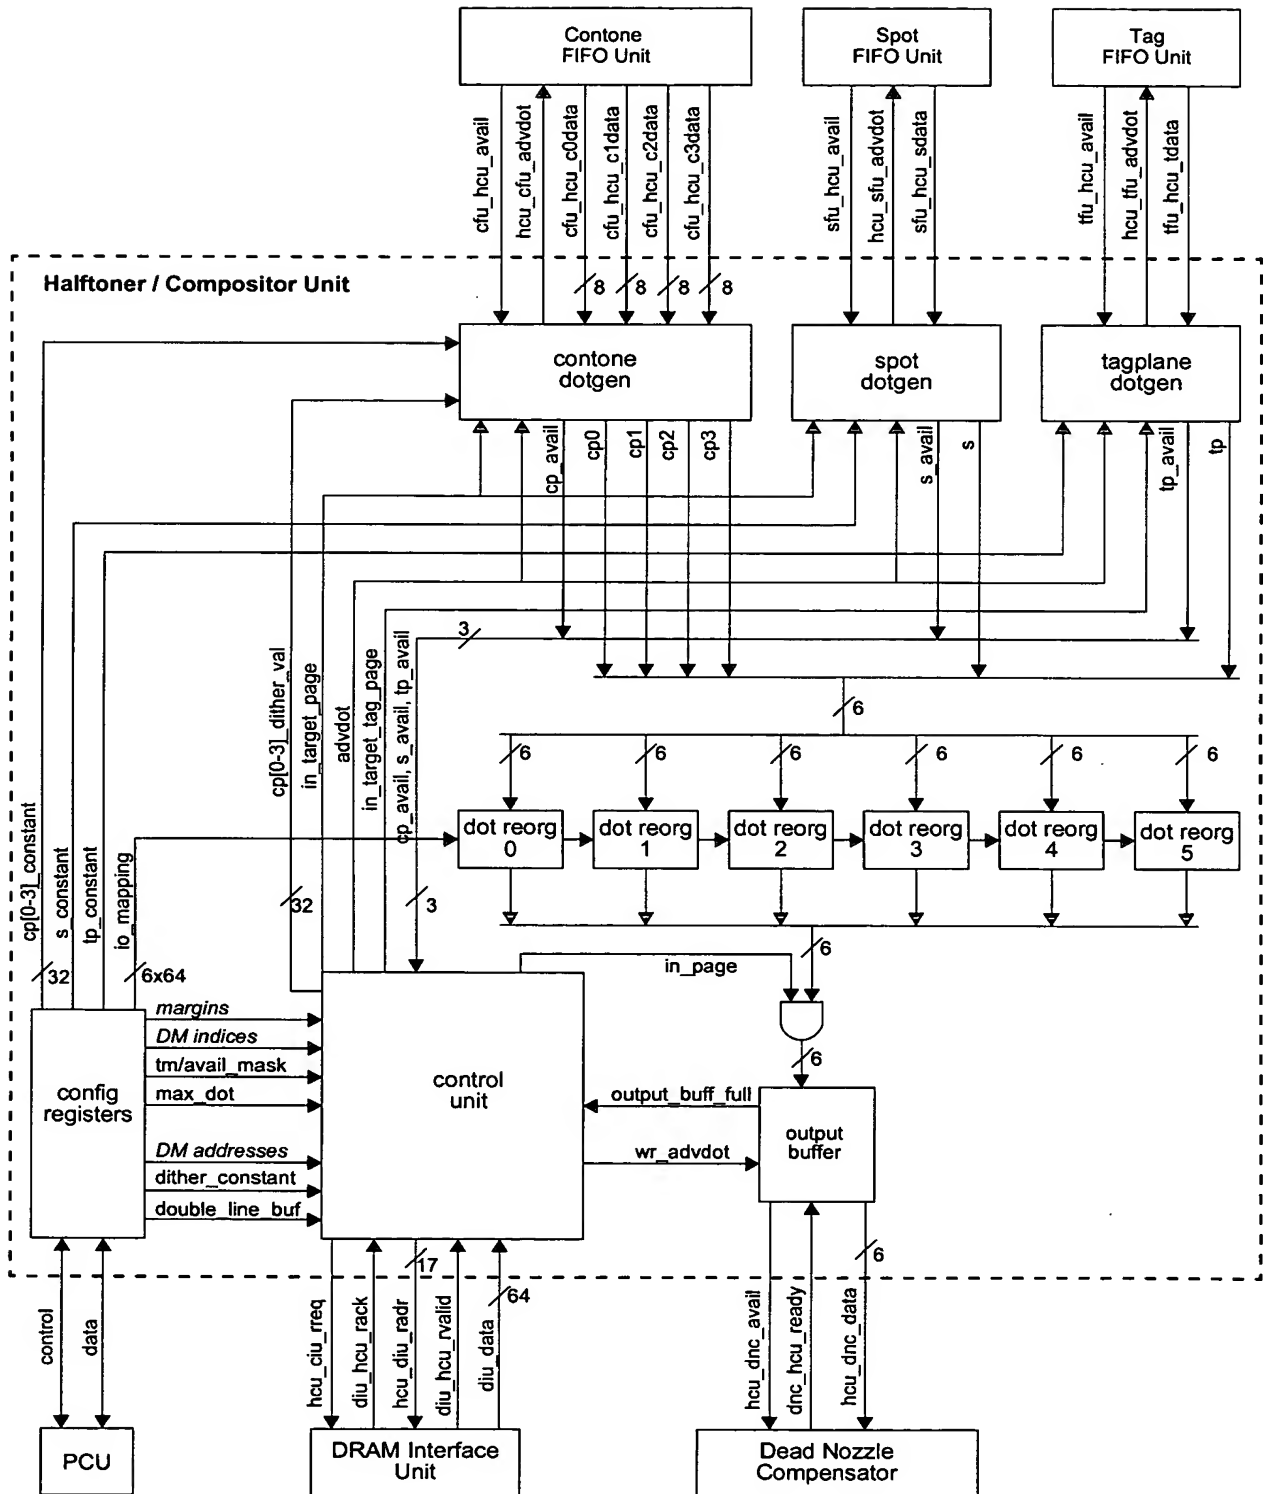 Contone
FIFO Unit
Spot
FIFO Unit
Tag
FIFO Unit
cfu_hcu_avail
hcu_cfu_advdot
cfu_hcu_c0data
cfu_hcu_c1data
cfu_hcu_c2data
cfu_hcu_c3data
sfu_hcu_avail
hcu_sfu_advdot
sfu_hcu_sdata
tfu_hcu_avail
hcu_tfu_advdot
tfu_hcu_tdata
Halftoner / Compositor Unit
8
8
8
8
contone
dotgen
spot
dotgen
tagplane
dotgen
cp_avail
cp0
cp1
cp2
cp3
s_avail
s
tp_avail
tp
3
cp[0-3]_dither_val
in_target_page
advdot
in_target_tag_page
cp_avail, s_avail, tp_avail
6
6
6
6
6
6
6
dot reorg
0
dot reorg
1
dot reorg
2
dot reorg
3
dot reorg
4
dot reorg
5
cp[0-3]_constant
s_constant
tp_constant
io_mapping
32
3
6
32
6x64
in_page
margins
DM indices
tm/avail_mask
max_dot
DM addresses
dither_constant
double_line_buf
config
registers
control
unit
6
output_buff_full
wr_advdot
output
buffer
17
64
6
control
data
hcu_ciu_rreq
diu_hcu_rack
hcu_diu_radr
diu_hcu_rvalid
diu_data
hcu_dnc_avail
dnc_hcu_ready
hcu_dnc_data
PCU
DRAM Interface
Unit
Dead Nozzle
Compensator